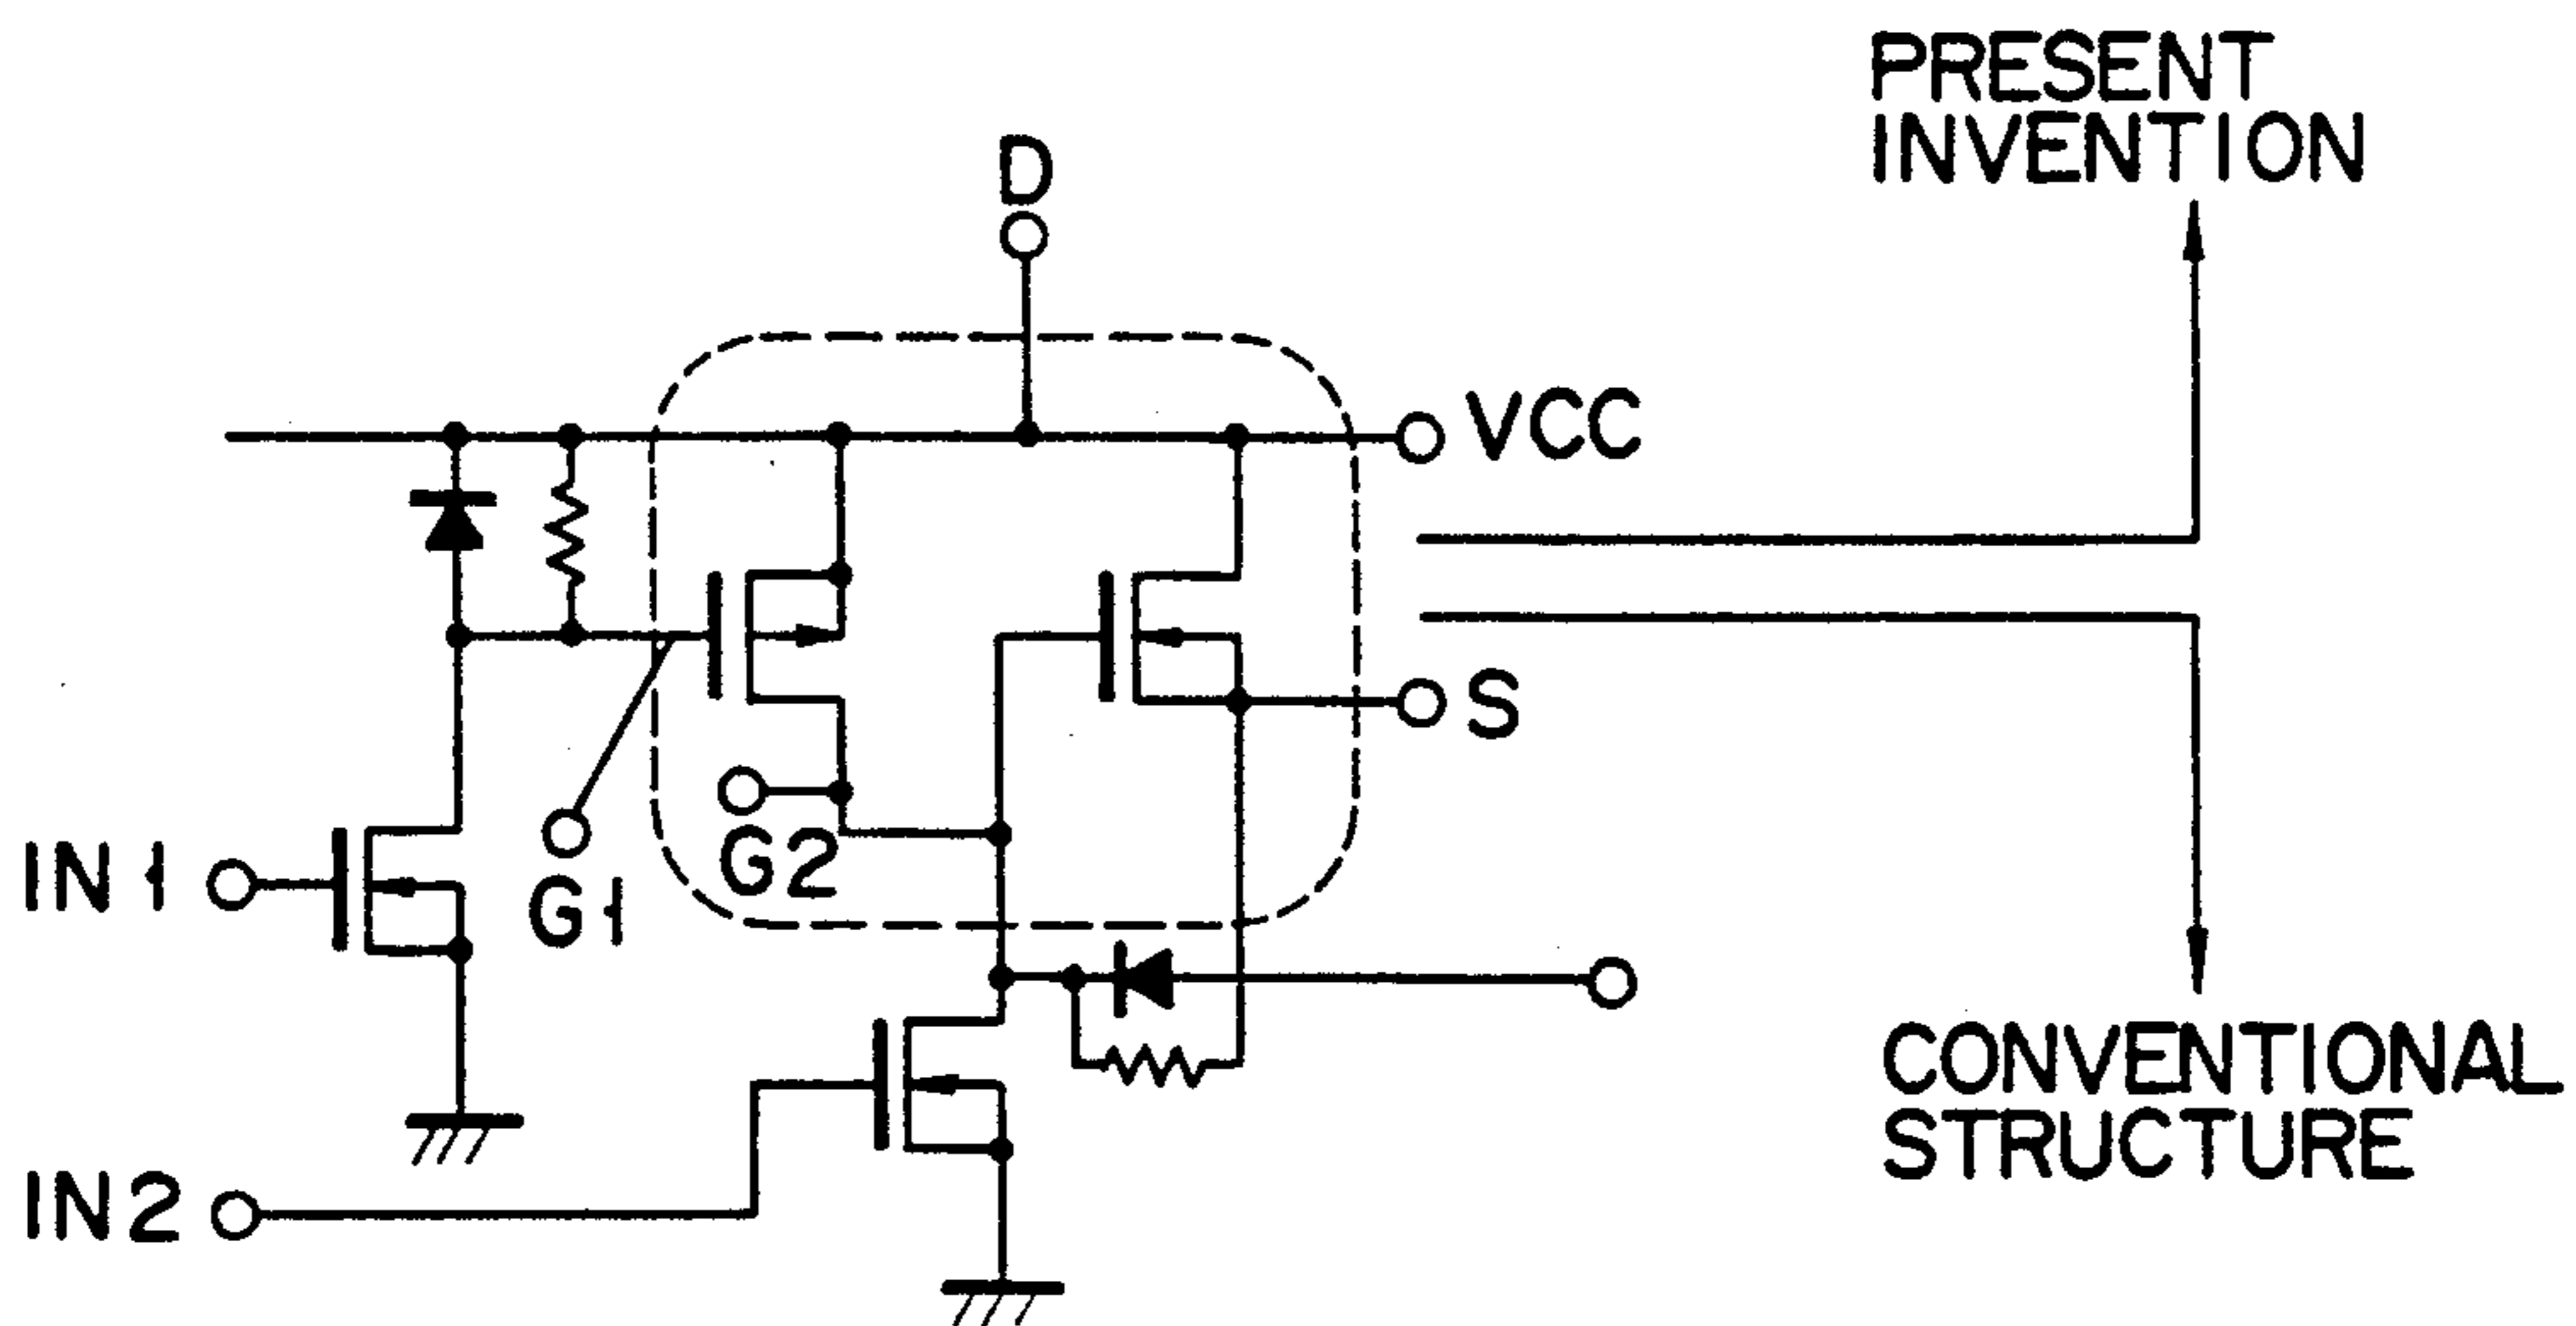 PRESENT
INVENTION
D
VCC
S
G2
G1
IN1
IN2
CONVENTIONAL
STRUCTURE